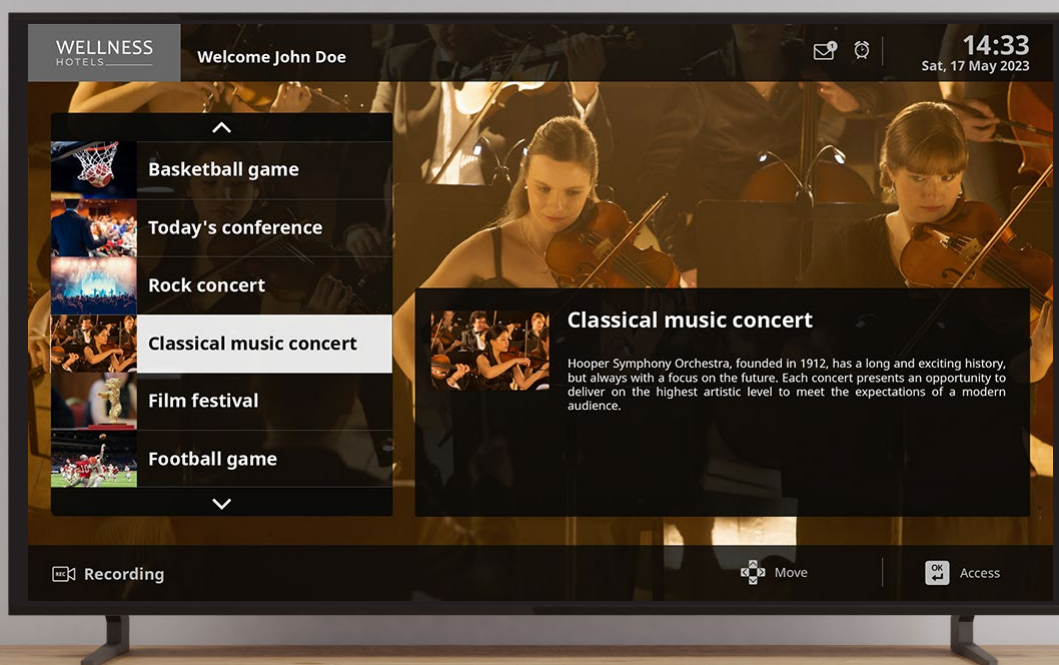 WELLNESS
HOTELS
Welcome John Doe
1
14:33
Sat, 17 May 2023
Basketball game
Today's conference
Rock concert
Classical music concert
Film festival
Football game
Classical music concert
Hooper Symphony Orchestra, founded in 1912, has a long and exciting history,
but always with a focus on the future. Each concert presents an opportunity to
deliver on the highest artistic level to meet the expectations of a modern
audience.
REC
Recording
Move
OK
Access